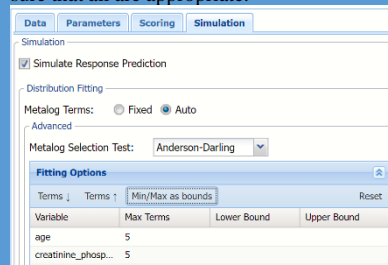 Data Parameters Scoring Simulation
Simulation
Simulate Response Prediction
Distribution Fitting
Metalog Terms: Fixed Auto
Advanced
Metalog Selection Test: Anderson-Darling
Fitting Options
Terms ↓ Terms ↑ Min/Max as bounds Reset
Variable Max Terms Lower Bound Upper Bound
age 5
creatinine_phosp... 5